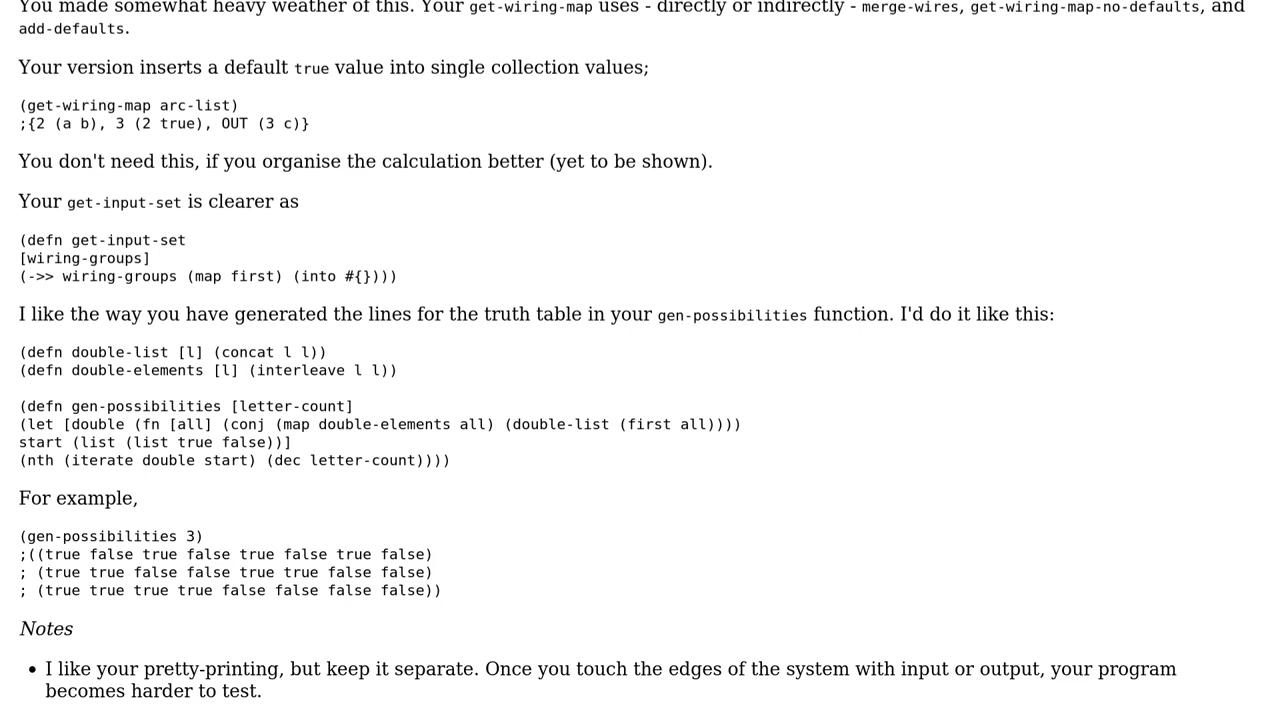 You made somewhat heavy weather of this. Your get-wiring-map uses - directly or indirectly - merge-wires, get-wiring-map-no-defaults, and
add-defaults.
Your version inserts a default true value into single collection values;
(get-wiring-map arc-list)
;{2 (a b), 3 (2 true), OUT (3 c)}
You don't need this, if you organise the calculation better (yet to be shown).
Your get-input-set is clearer as
(defn get-input-set
[wiring-groups]
(->> wiring-groups (map first) (into #{})))
I like the way you have generated the lines for the truth table in your gen-possibilities function. I'd do it like this:
(defn double-list [l] (concat l l))
(defn double-elements [l] (interleave l l))
(defn gen-possibilities [letter-count]
(let [double (fn [all] (conj (map double-elements all) (double-list (first all))))
start (list (list true false))]
(nth (iterate double start) (dec letter-count))))
For example,
(gen-possibilities 3)
;((true false true false true false true false)
; (true true false false true true false false)
; (true true true true false false false false))
Notes
• I like your pretty-printing, but keep it separate. Once you touch the edges of the system with input or output, your program
becomes harder to test.